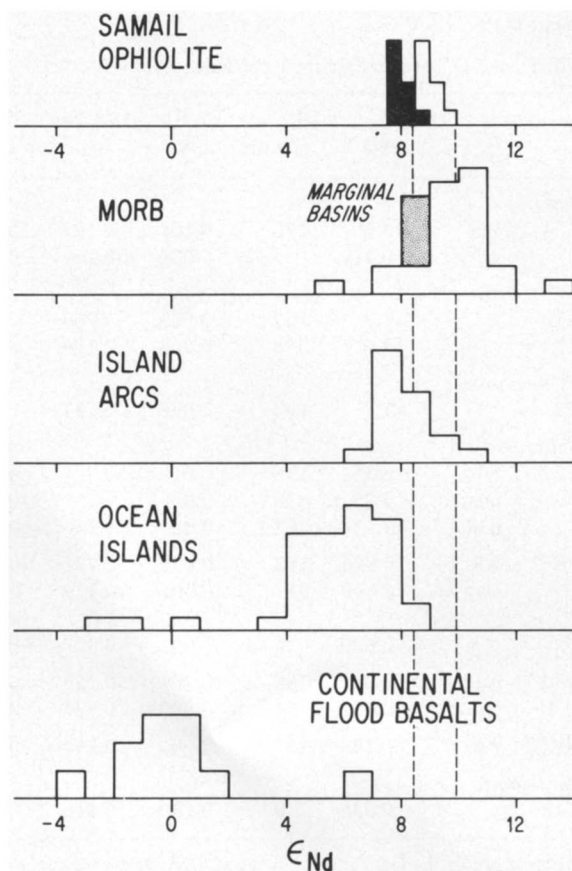 SAMAIL
OPHIOLITE
-4 0 4 8 12
MORB
MARGINAL
BASINS
ISLAND
ARCS
OCEAN
ISLANDS
CONTINENTAL
FLOOD BASALTS
-4 0 4 8 12
ϵNd